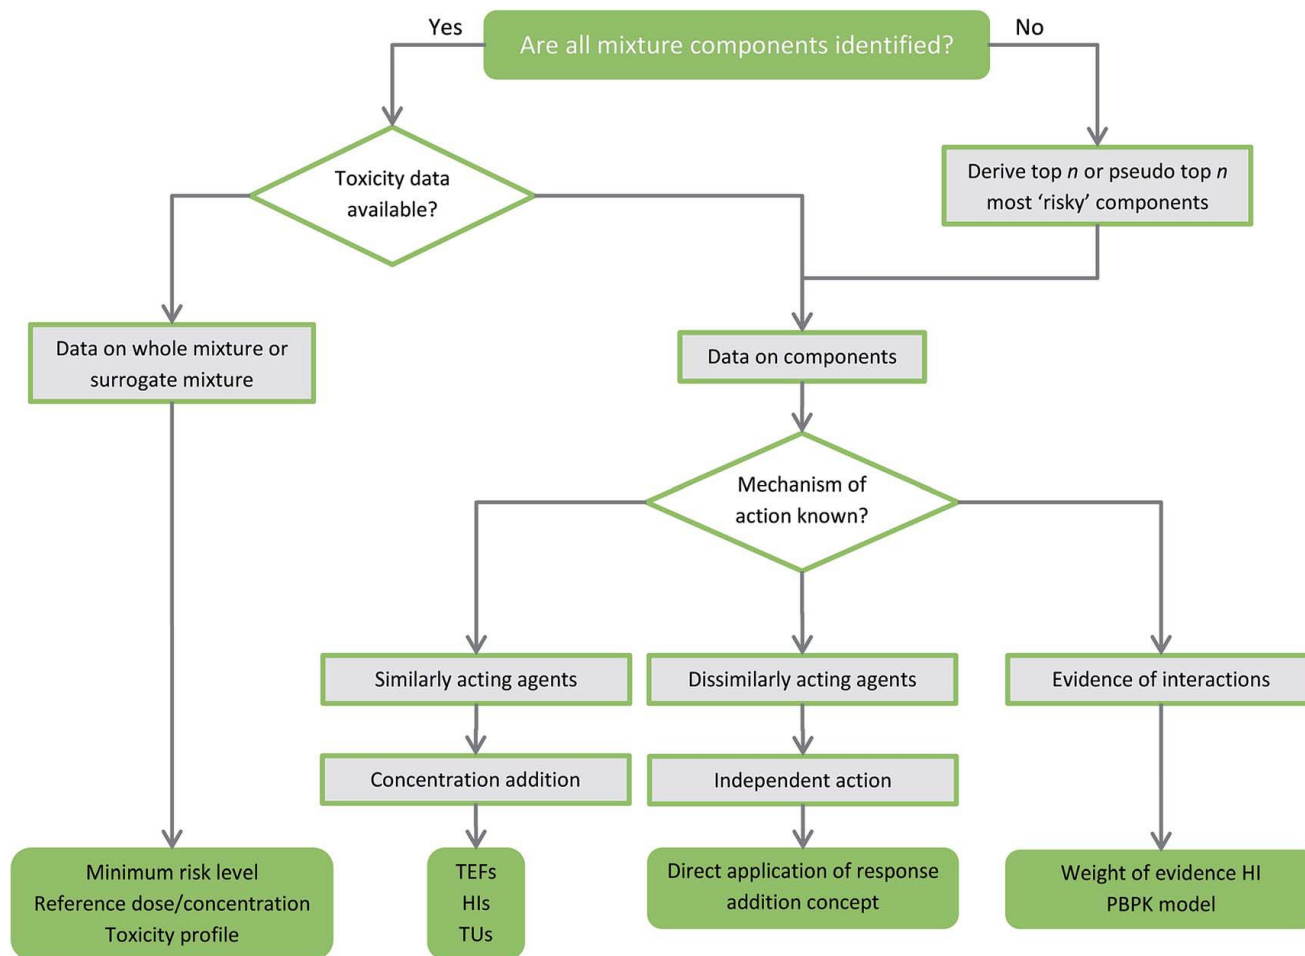 Yes
Are all mixture components identified?
No
Toxicity data
available?
Derive top n or pseudo top n
most ‘risky’ components
Data on whole mixture or
surrogate mixture
Data on components
Mechanism of
action known?
Similarly acting agents
Dissimilarly acting agents
Evidence of interactions
Concentration addition
Independent action
Minimum risk level
Reference dose/concentration
Toxicity profile
TEFs
HIs
TUs
Direct application of response
addition concept
Weight of evidence HI
PBPK model